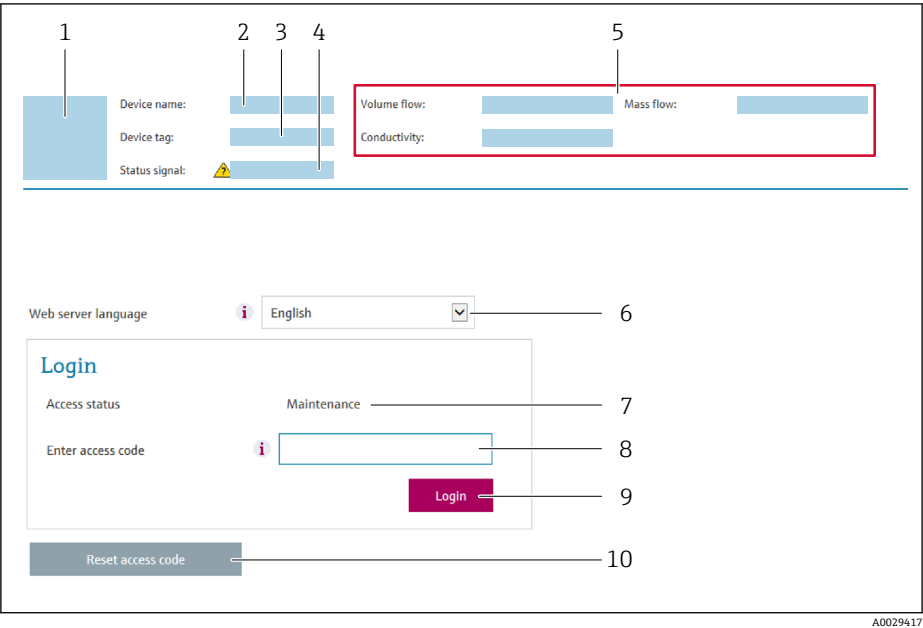 1 2 3 4 5
Device name: Volume flow: Mass flow:
Device tag: Conductivity:
Status signal:
Web server language i English 6
Login
Access status Maintenance 7
Enter access code i 8
Login 9
Reset access code 10
A0029417